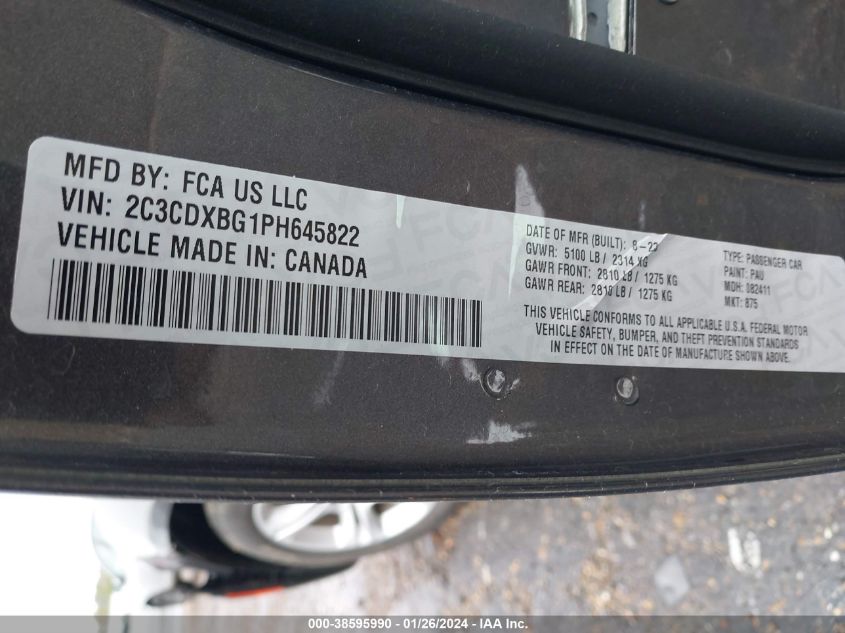 MFD BY: FCA US LLC
VIN: 2C3CDXBG1PH645822
VEHICLE MADE IN: CANADA
DATE OF MFR (BUILT): 8-23
GVWR: 5100 LB / 2314 KG
GAWR FRONT: 2810 LB / 1275 KG
GAWR REAR: 2810 LB / 1275 KG
TYPE: PASSENGER CAR
PAINT: PAU
MDH: 082411
MKT: 875
THIS VEHICLE CONFORMS TO ALL APPLICABLE U.S.A. FEDERAL MOTOR
VEHICLE SAFETY, BUMPER, AND THEFT PREVENTION STANDARDS
IN EFFECT ON THE DATE OF MANUFACTURE SHOWN ABOVE.
000-38595990 - 01/26/2024 - IAA Inc.